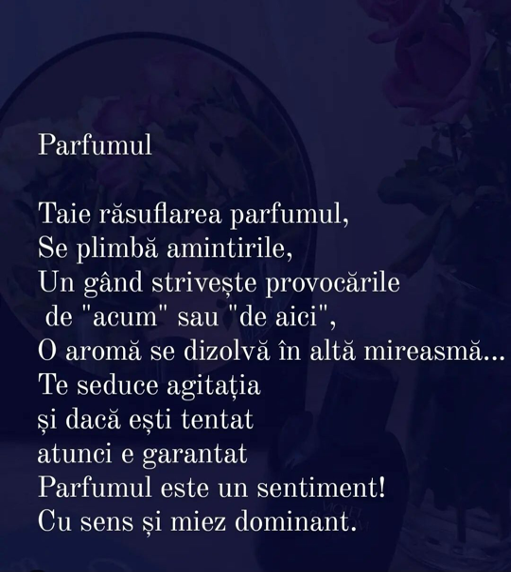 Parfumul
Taie răsuflarea parfumul,
Se plimbă amintirile,
Un gând strivește provocările
de "acum" sau "de aici",
O aromă se dizolvă în altă mireasmă...
Te seduce agitația
și dacă ești tentat
atunci e garantat
Parfumul este un sentiment!
Cu sens și miez dominant.